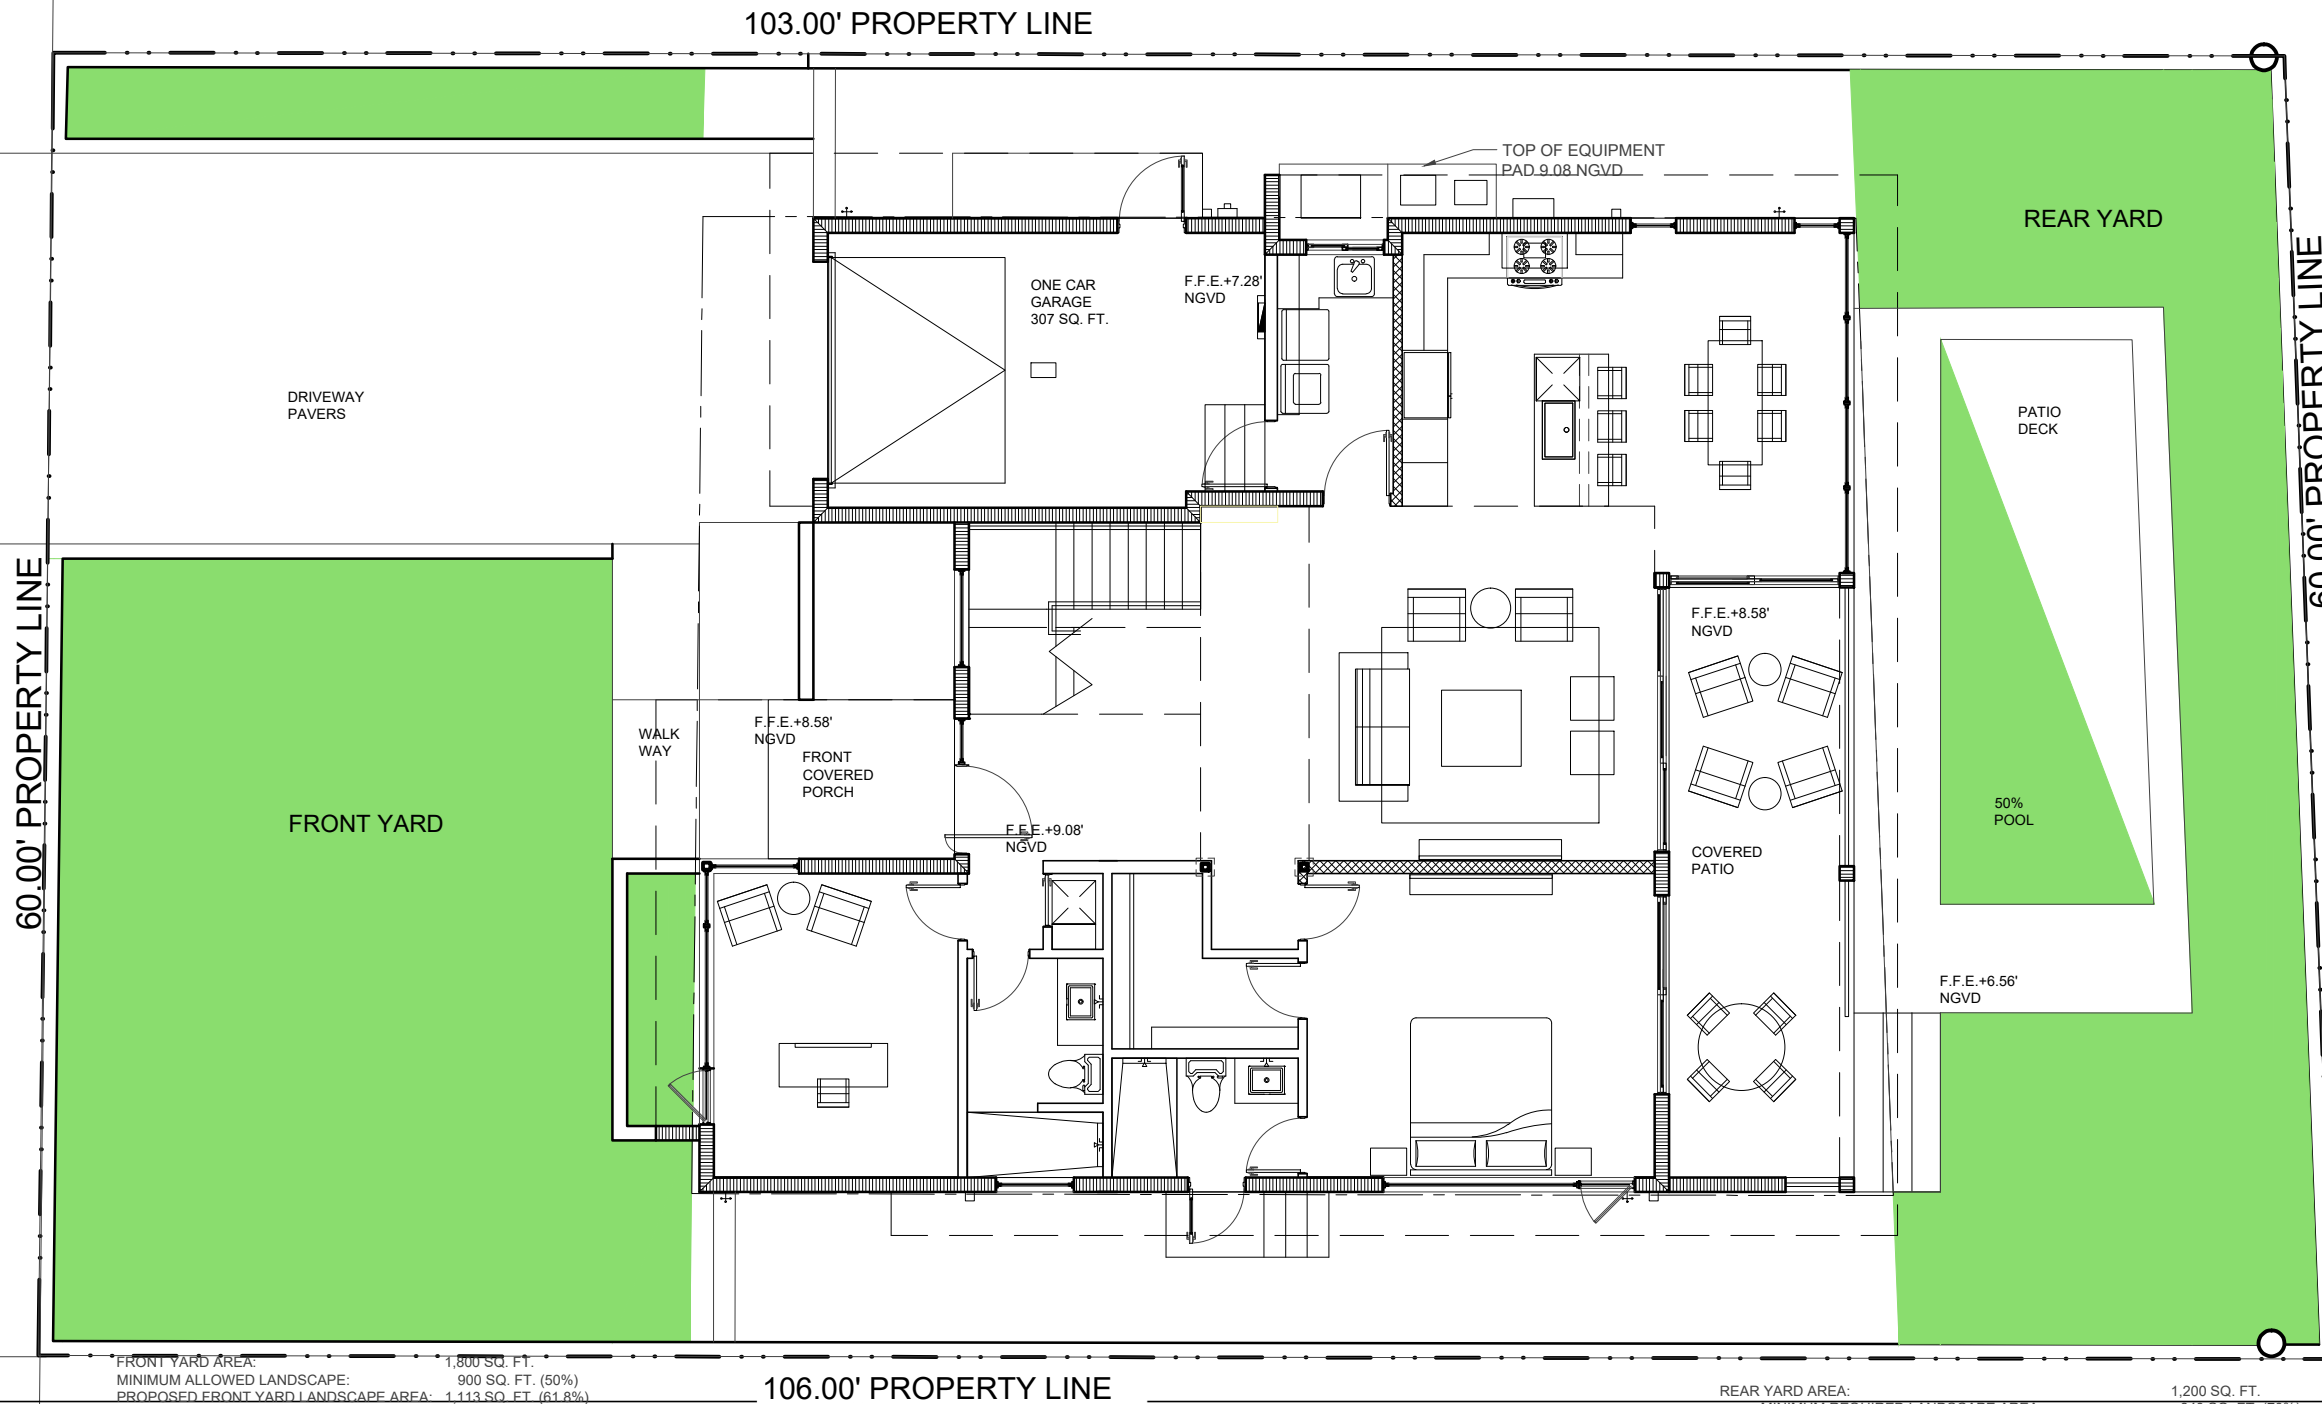 103.00' PROPERTY LINE
TOP OF EQUIPMENT
PAD 9.08 NGVD
REAR YARD
ONE CAR
GARAGE
307 SQ. FT.
F.F.E.+7.28'
NGVD
DRIVEWAY
PAVERS
PATIO
DECK
60.00' PROPERTY LINE
60.00' PROPERTY LINE
F.F.E.+8.58'
NGVD
WALK
WAY
F.F.E.+8.58'
NGVD
FRONT
COVERED
PORCH
FRONT YARD
F.F.E.+9.08'
NGVD
50%
POOL
COVERED
PATIO
F.F.E.+6.56'
NGVD
FRONT YARD AREA: 1,800 SQ. FT.
MINIMUM ALLOWED LANDSCAPE: 900 SQ. FT. (50%)
PROPOSED FRONT YARD LANDSCAPE AREA: 1,113 SQ. FT. (61.8%)
106.00' PROPERTY LINE
REAR YARD AREA: 1,200 SQ. FT.